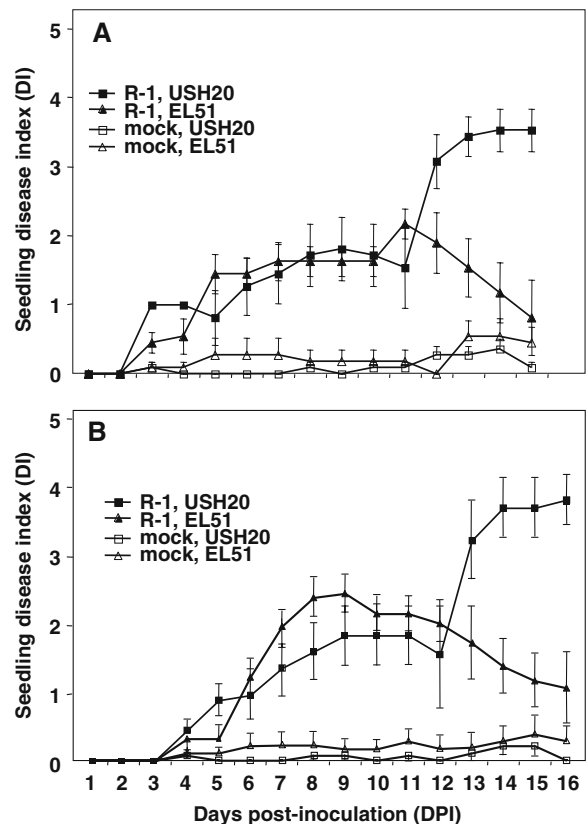 A
R-1, USH20
R-1, EL51
mock, USH20
mock, EL51
Seedling disease index (DI)
5
4
3
2
1
0
B
R-1, USH20
R-1, EL51
mock, USH20
mock, EL51
Seedling disease index (DI)
5
4
3
2
1
0
1 2 3 4 5 6 7 8 9 10 11 12 13 14 15 16
Days post-inoculation (DPI)